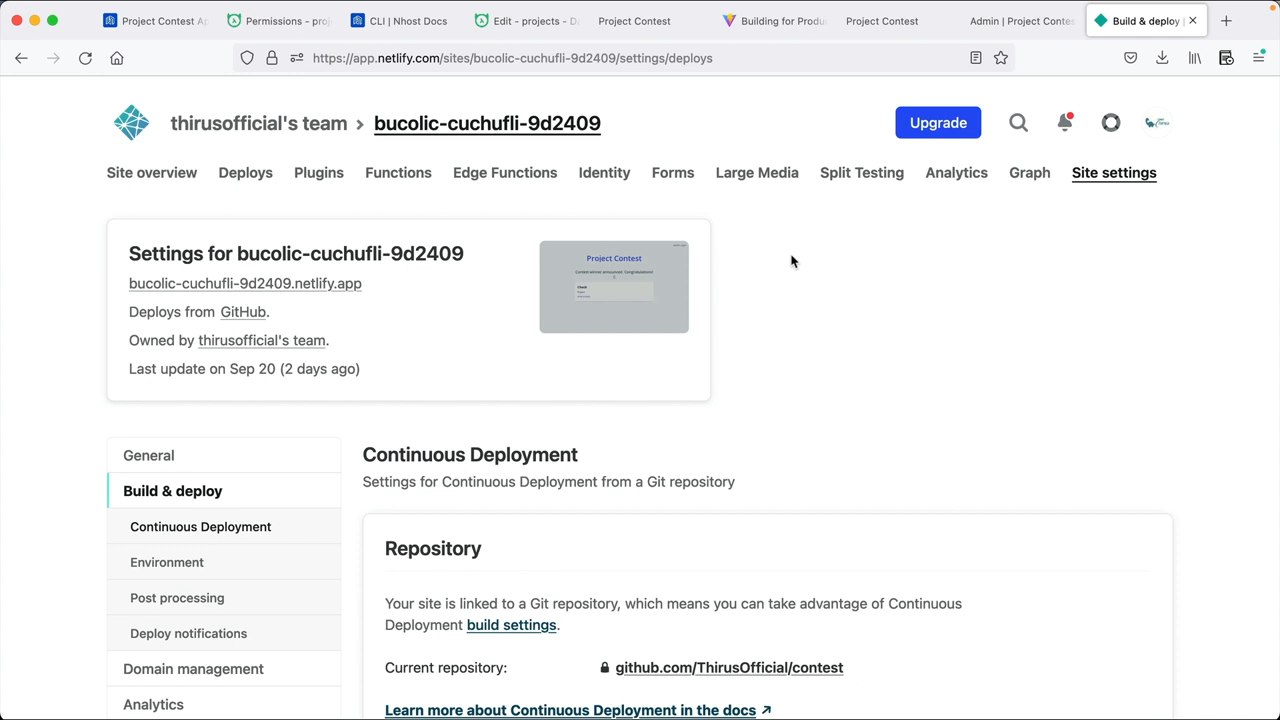 Project Contest Ap
Permissions - proj
CLI | Nhost Docs
Edit - projects - D
Project Contest
Building for Produ
Project Contest
Admin | Project Contes
Build & deploy |
https://app.netlify.com/sites/bucolic-cuchufli-9d2409/settings/deploys
thirusofficial's team > bucolic-cuchufli-9d2409
Upgrade
Site overview Deploys Plugins Functions Edge Functions Identity Forms Large Media Split Testing Analytics Graph Site settings
Settings for bucolic-cuchufli-9d2409
bucolic-cuchufli-9d2409.netlify.app
Deploys from GitHub.
Owned by thirusofficial's team.
Last update on Sep 20 (2 days ago)
Project Contest
Current winner announced. Congratulations!
Check
General
Build & deploy
Continuous Deployment
Environment
Post processing
Deploy notifications
Domain management
Analytics
Continuous Deployment
Settings for Continuous Deployment from a Git repository
Repository
Your site is linked to a Git repository, which means you can take advantage of Continuous
Deployment build settings.
Current repository: github.com/ThirusOfficial/contest
Learn more about Continuous Deployment in the docs ↗